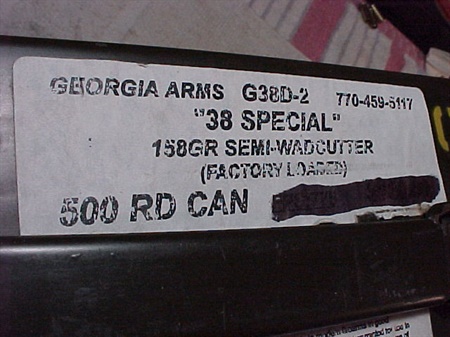 GEORGIA ARMS G38D-2 770-459-5117
"38 SPECIAL"
158GR SEMI-WADCUTTER
(FACTORY LOADED)
500 RD CAN